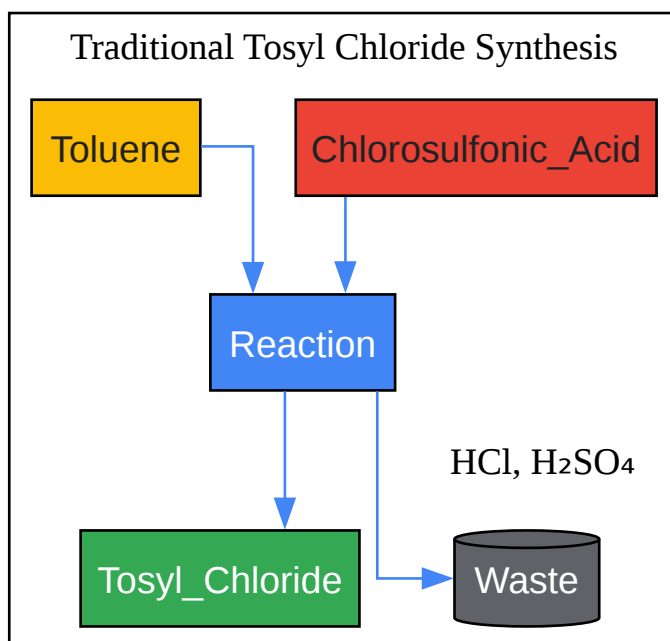 Traditional Tosyl Chloride Synthesis
Toluene
Chlorosulfonic_Acid
Reaction
HCl, H₂SO₄
Tosyl_Chloride
Waste